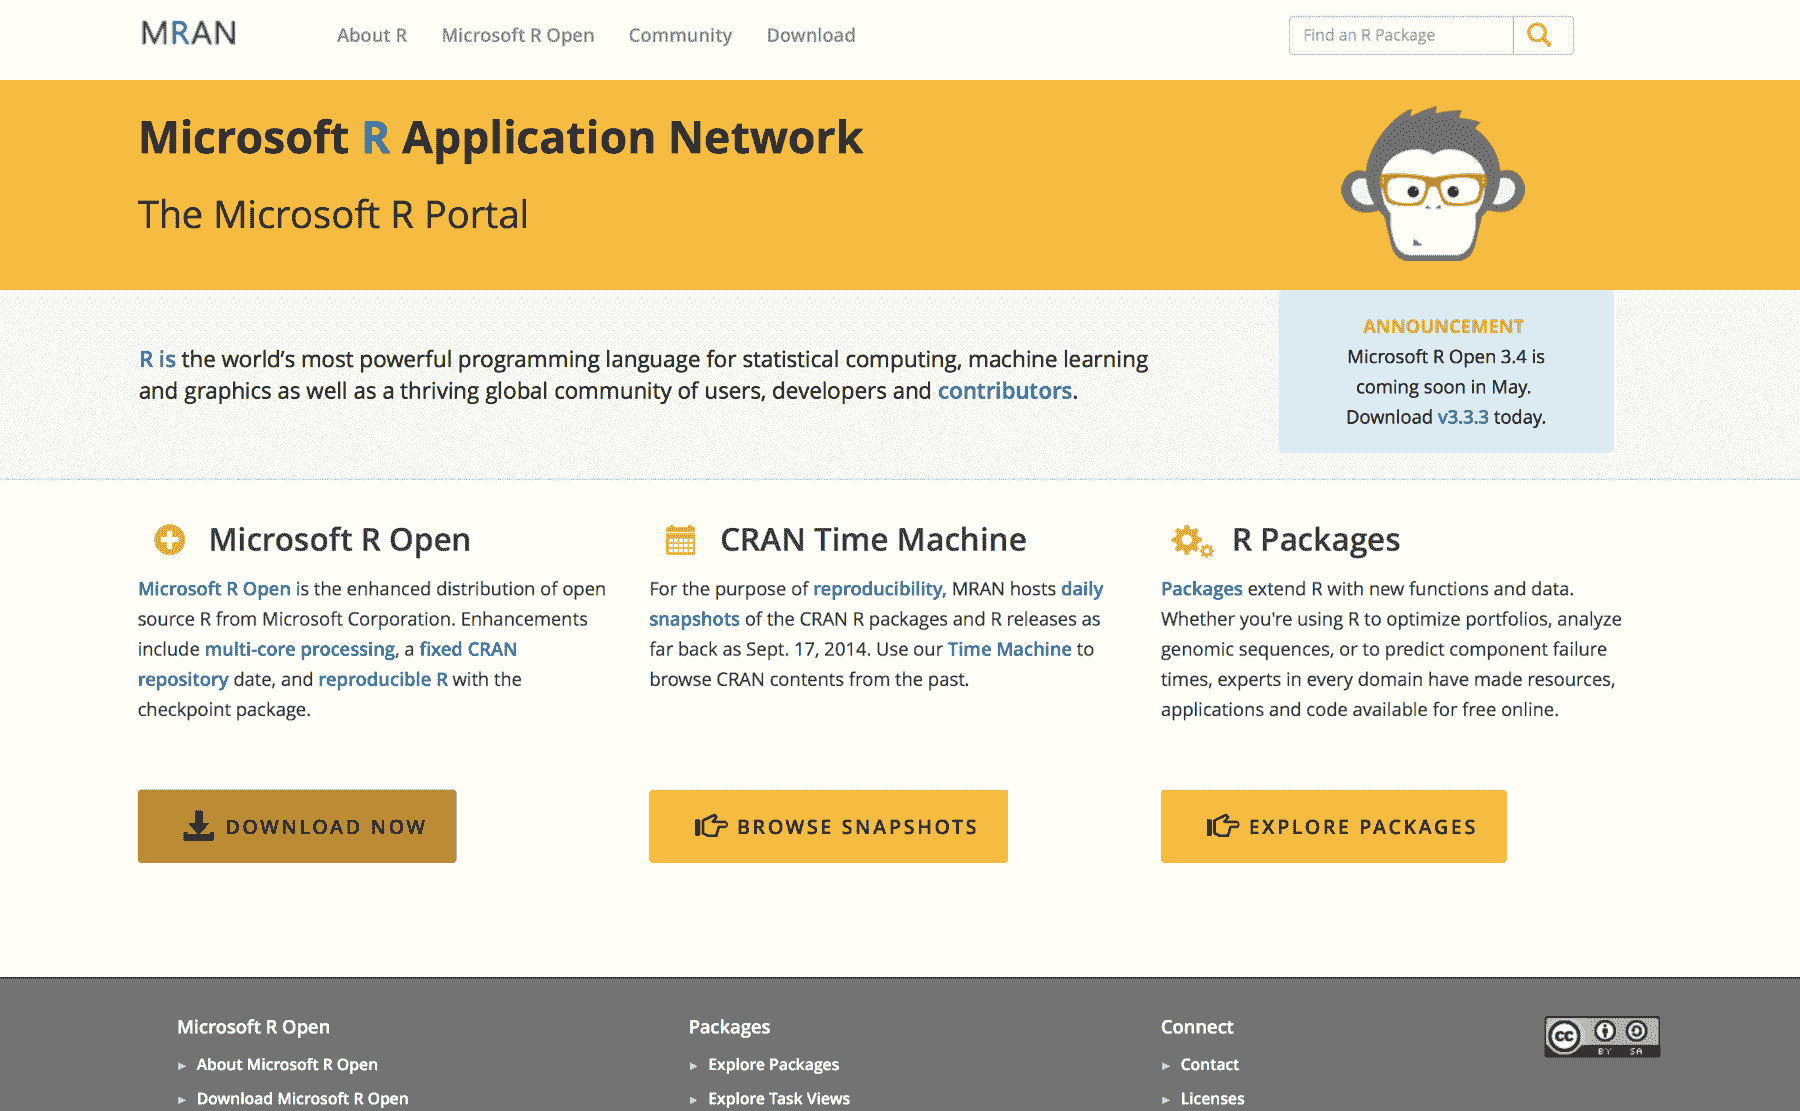 MRAN
About R
Microsoft R Open
Community
Download
Find an R Package
Microsoft R Application Network
The Microsoft R Portal
R is the world’s most powerful programming language for statistical computing, machine learning
and graphics as well as a thriving global community of users, developers and contributors.
ANNOUNCEMENT
Microsoft R Open 3.4 is
coming soon in May.
Download v3.3.3 today.
Microsoft R Open
Microsoft R Open is the enhanced distribution of open
source R from Microsoft Corporation. Enhancements
include multi-core processing, a fixed CRAN
repository date, and reproducible R with the
checkpoint package.
DOWNLOAD NOW
CRAN Time Machine
For the purpose of reproducibility, MRAN hosts daily
snapshots of the CRAN R packages and R releases as
far back as Sept. 17, 2014. Use our Time Machine to
browse CRAN contents from the past.
BROWSE SNAPSHOTS
R Packages
Packages extend R with new functions and data.
Whether you're using R to optimize portfolios, analyze
genomic sequences, or to predict component failure
times, experts in every domain have made resources,
applications and code available for free online.
EXPLORE PACKAGES
Microsoft R Open
About Microsoft R Open
Download Microsoft R Open
Packages
Explore Packages
Explore Task Views
Connect
Contact
Licenses
cc
BY SA